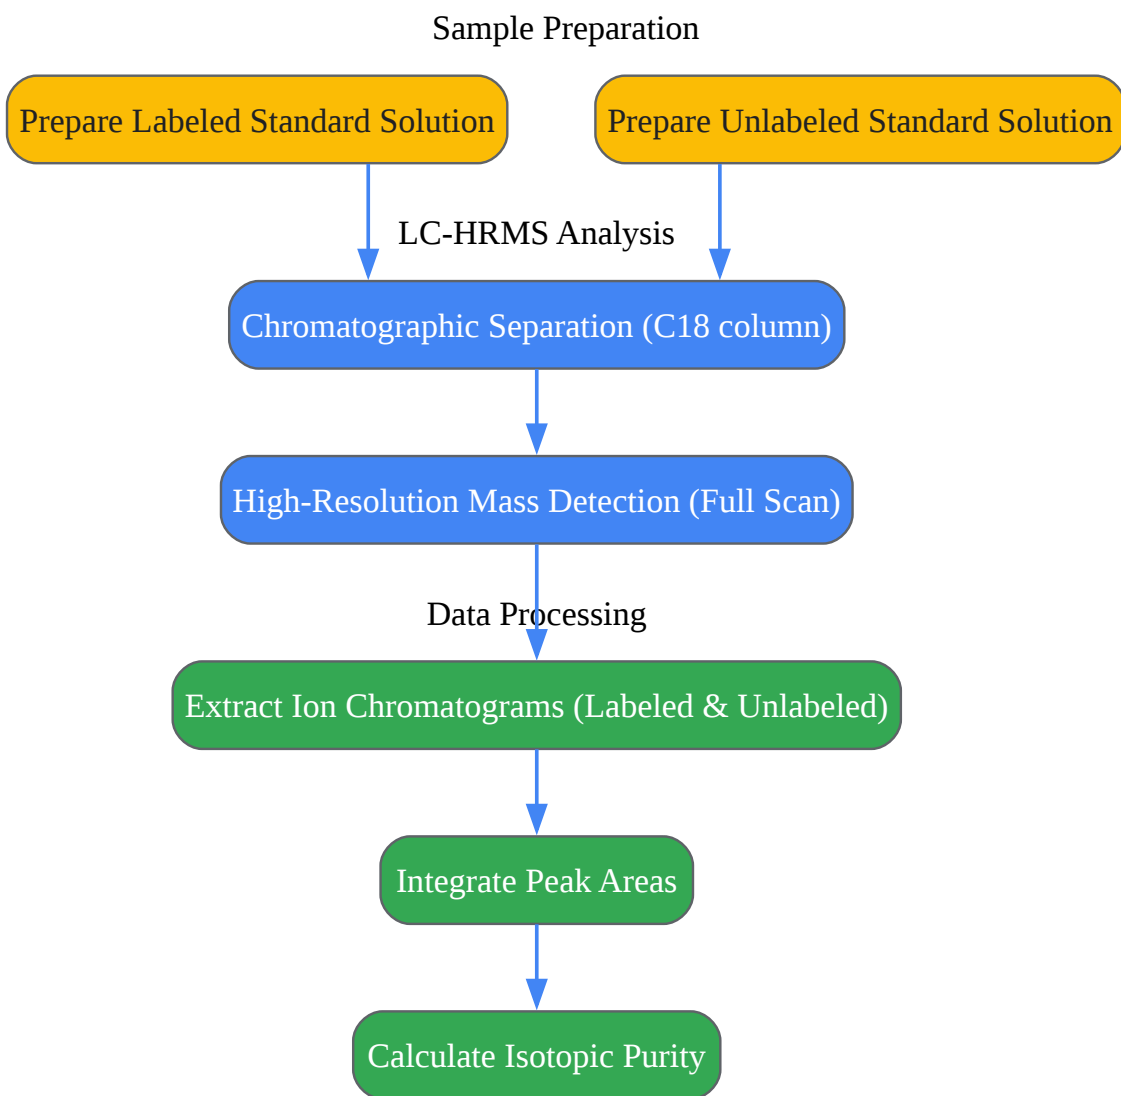 Sample Preparation
Prepare Labeled Standard Solution
Prepare Unlabeled Standard Solution
LC-HRMS Analysis
Chromatographic Separation (C18 column)
High-Resolution Mass Detection (Full Scan)
Data Processing
Extract Ion Chromatograms (Labeled & Unlabeled)
Integrate Peak Areas
Calculate Isotopic Purity